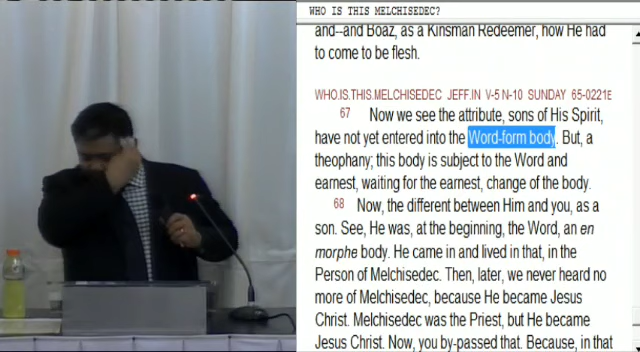 WHO IS THIS MELCHISEDEC?
and--and Boaz, as a Kinsman Redeemer, how He had
to come to be flesh.
WHO.IS.THIS.MELCHISEDEC JEFF.IN V-5 N-10 SUNDAY 65-0221E
67 Now we see the attribute, sons of His Spirit,
have not yet entered into the Word-form body. But, a
theophany; this body is subject to the Word and
earnest, waiting for the earnest, change of the body.
68 Now, the different between Him and you, as a
son. See, He was, at the beginning, the Word, an en
morphe body. He came in and lived in that, in the
Person of Melchisedec. Then, later, we never heard no
more of Melchisedec, because He became Jesus
Christ. Melchisedec was the Priest, but He became
Jesus Christ. Now, you by-passed that. Because, in that